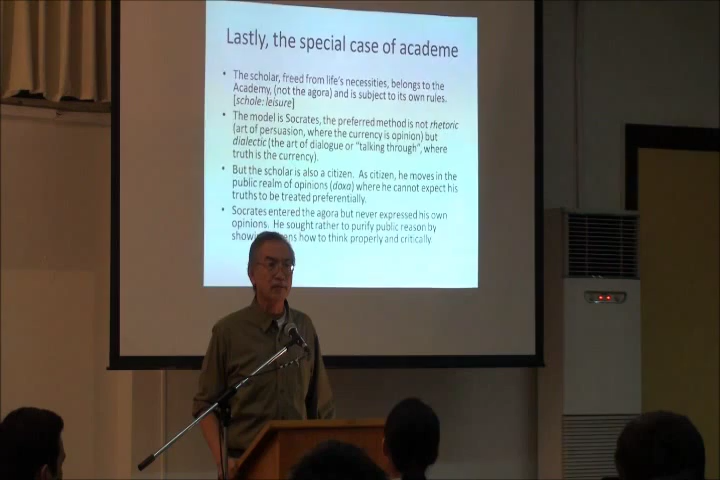 Lastly, the special case of academe
• The scholar, freed from life's necessities, belongs to the
Academy, (not the agora) and is subject to its own rules.
[schole: leisure]
• The model is Socrates, the preferred method is not rhetoric
(art of persuasion, where the currency is opinion) but
dialectic (the art of dialogue or "talking through", where
truth is the currency).
• But the scholar is also a citizen. As citizen, he moves in the
public realm of opinions (doxa) where he cannot expect his
truths to be treated preferentially.
• Socrates entered the agora but never expressed his own
opinions. He sought rather to purify public reason by
how to think properly and critically